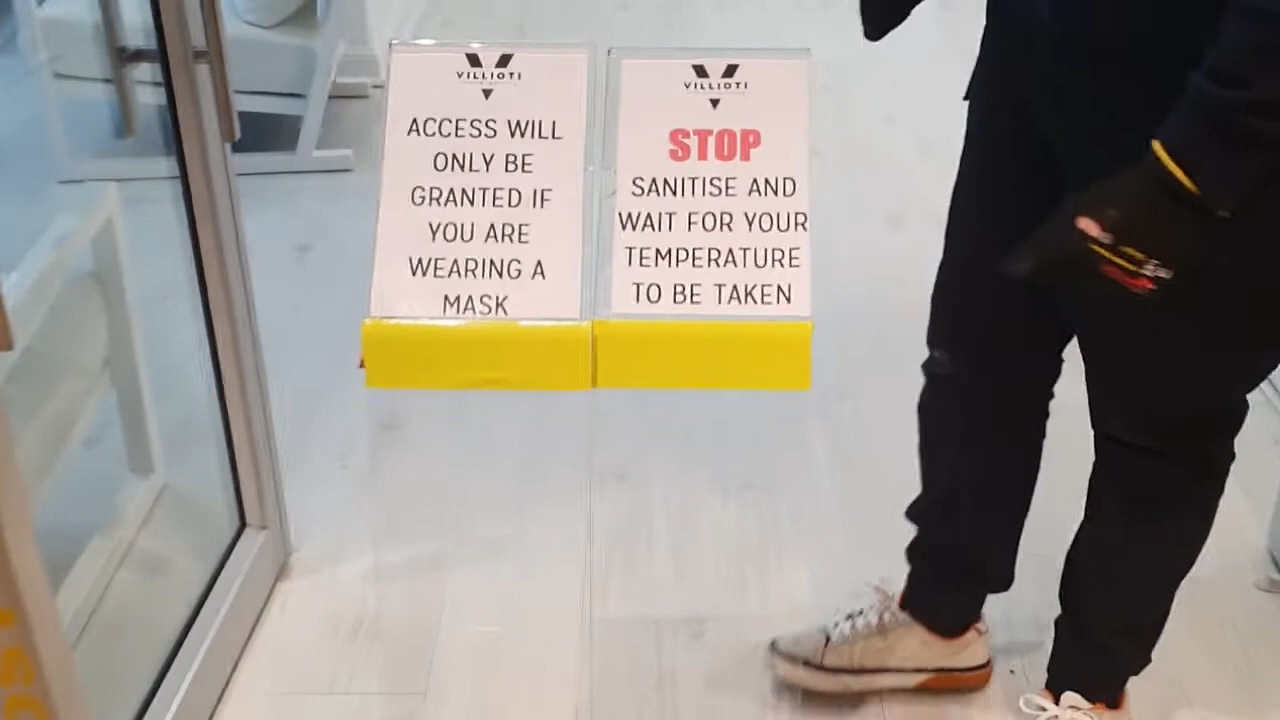 VILLIOTI
ACCESS WILL
ONLY BE
GRANTED IF
YOU ARE
WEARING A
MASK
VILLIOTI
STOP
SANITISE AND
WAIT FOR YOUR
TEMPERATURE
TO BE TAKEN